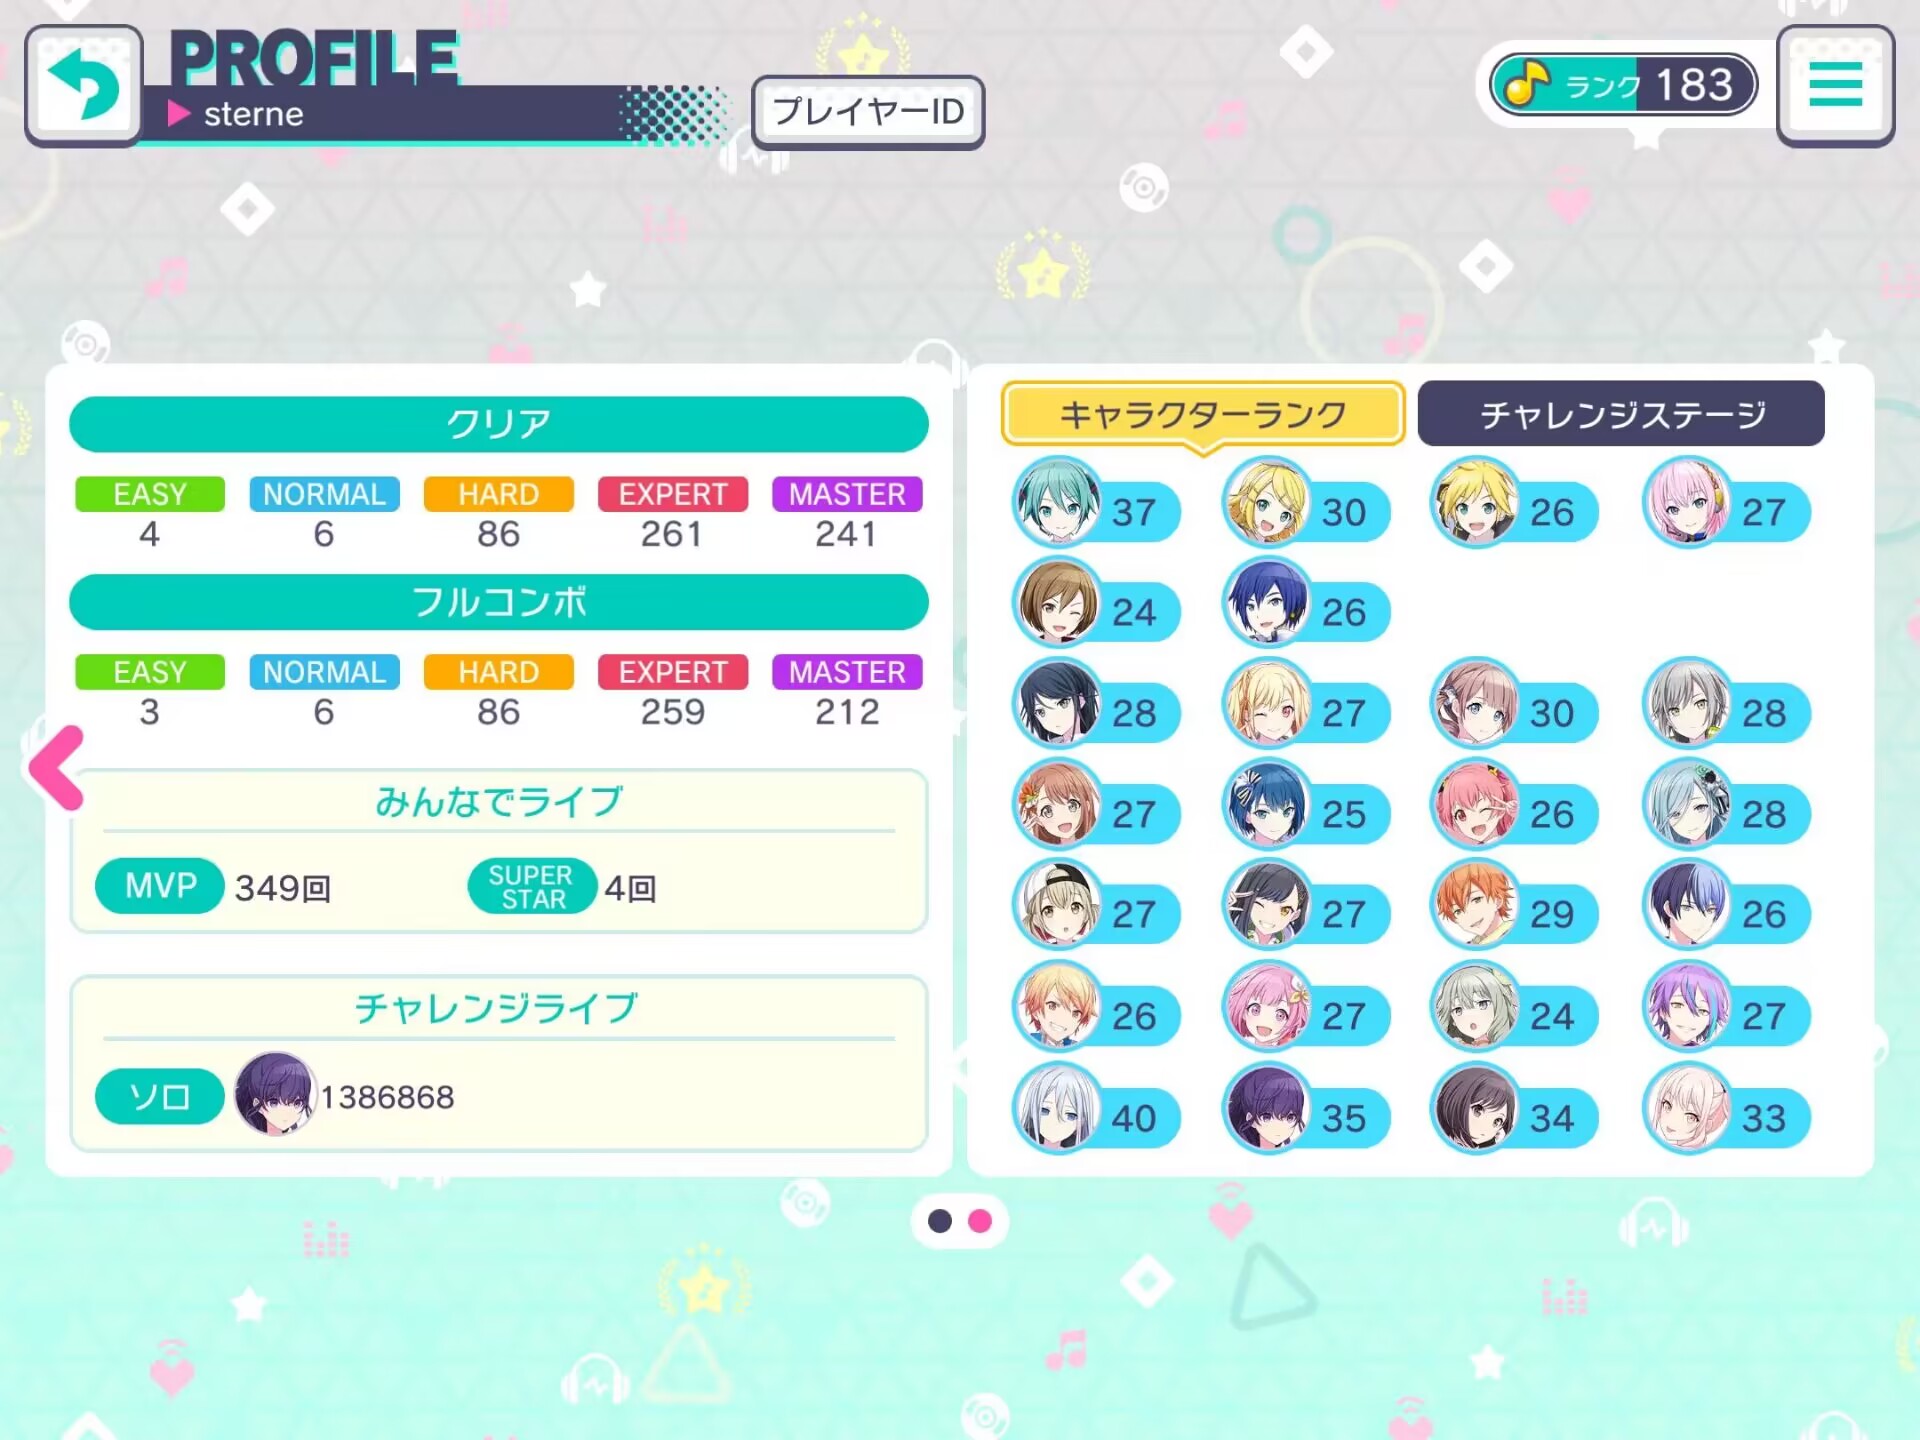 PROFILE
sterne
プレイヤーID
ランク 183
クリア
EASY NORMAL HARD EXPERT MASTER
4 6 86 261 241
フルコンボ
EASY NORMAL HARD EXPERT MASTER
3 6 86 259 212
みんなでライブ
MVP 349回 SUPER STAR 4回
チャレンジライブ
ソロ 1386868
キャラクターランク チャレンジステージ
37 30 26 27
24 26
28 27 30 28
27 25 26 28
27 27 29 26
26 27 24 27
40 35 34 33